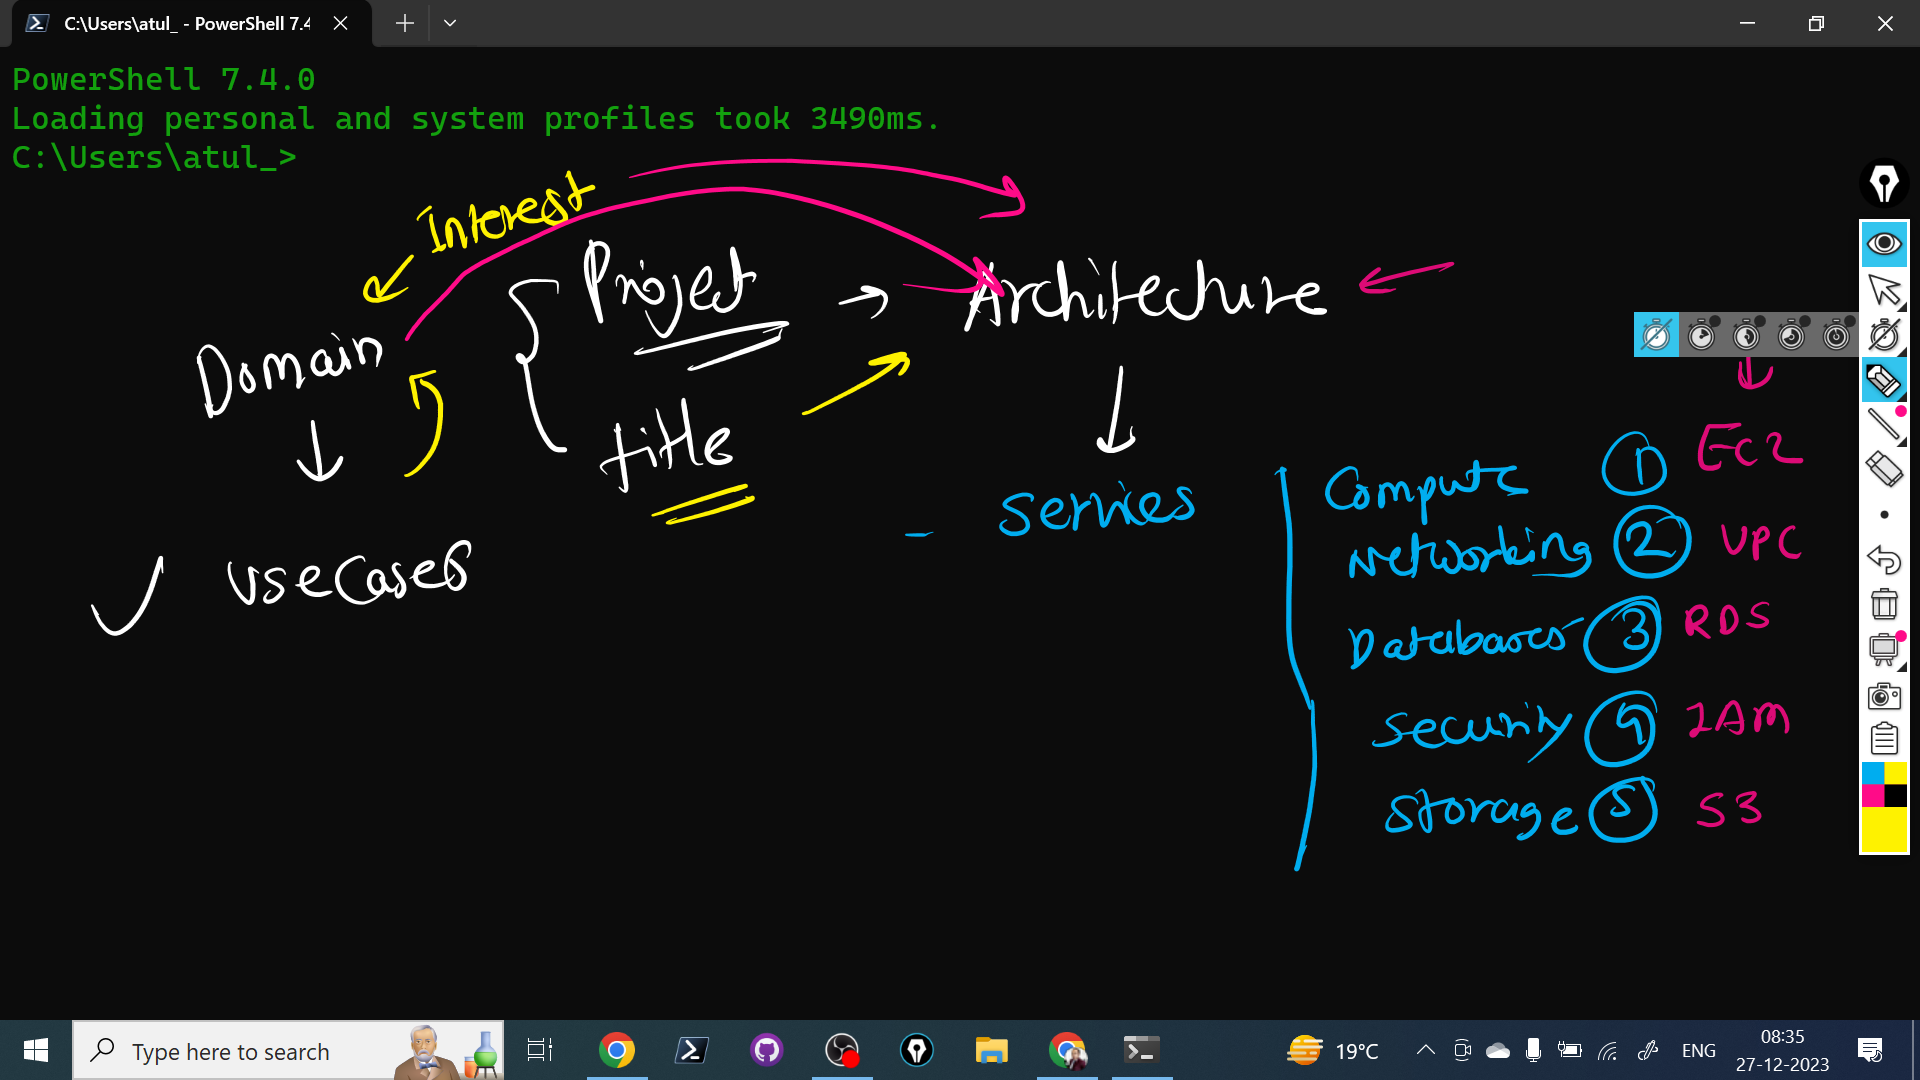 C:\Users\atul_ - PowerShell 7.4
PowerShell 7.4.0
Loading personal and system profiles took 3490ms.
C:\Users\atul_>
Interest
Project
Architecture
Domain
title
Services
usecases
Compute 1 EC2
Networking 2 VPC
Databases 3 RDS
Security 4 IAM
Storage 5 S3
Type here to search
19°C
ENG
08:35
27-12-2023